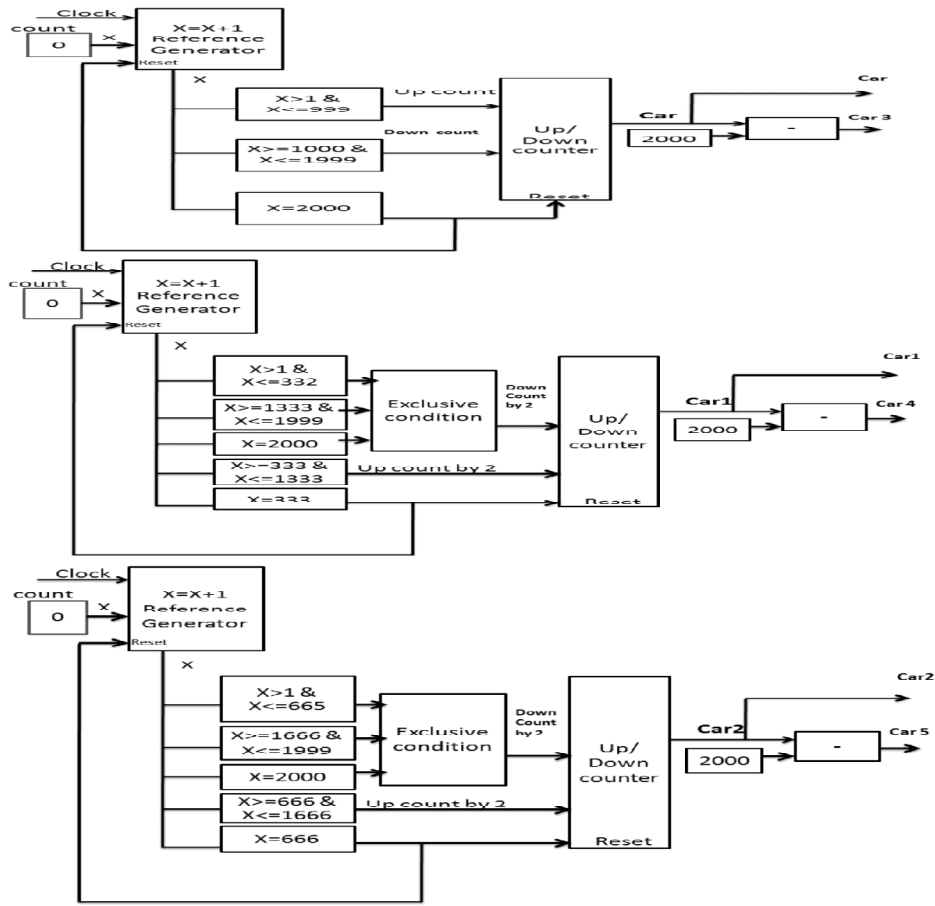 Clock
count
0
X
X=X+1
Reference
Generator
Reset
X
X>1 &
X<=999
Up count
Down count
X>=1000 &
X<=1999
X=2000
Up/
Down
counter
Reset
Car
2000
-
Car
Car 3
Clock
count
0
X
X=X+1
Reference
Generator
Reset
X
X>1 &
X<=332
X>=1333 &
X<=1999
X=2000
X>=333 &
X<=1333
X=333
Exclusive
condition
Down
Count
by 2
Up count by 2
Up/
Down
counter
Reset
Car1
2000
-
Car1
Car 4
Clock
count
0
X
X=X+1
Reference
Generator
Reset
X
X>1 &
X<=665
X>=1666 &
X<=1999
X=2000
X>=666 &
X<=1666
X=666
Exclusive
condition
Down
Count
by 2
Up count by 2
Up/
Down
counter
Reset
Car2
2000
-
Car2
Car 5